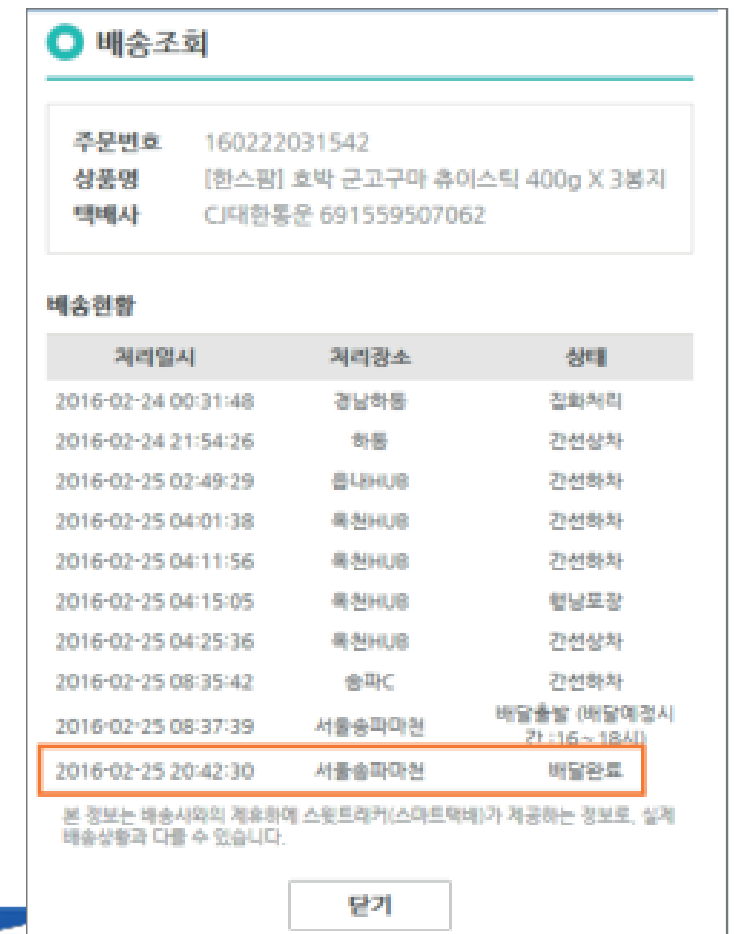 배송조회
주문번호 160222031542
상품명 [한스팜] 호박 군고구마 츄이스틱 400g X 3봉지
택배사 CJ대한통운 691559507062
배송현황
처리일시 처리장소 상태
2016-02-24 00:31:48 경남하동 집화처리
2016-02-24 21:54:26 하동 간선상차
2016-02-25 02:49:29 읍내HUB 간선하차
2016-02-25 04:01:38 옥천HUB 간선하차
2016-02-25 04:11:56 옥천HUB 간선하차
2016-02-25 04:15:05 옥천HUB 행낭포장
2016-02-25 04:25:36 옥천HUB 간선상차
2016-02-25 08:35:42 송파C 간선하차
2016-02-25 08:37:39 서울송파마천 배달출발 (배달예정시
간 :16 ~ 18시)
2016-02-25 20:42:30 서울송파마천 배달완료
본 정보는 배송사와의 제휴하에 스윗트래커(스마트택배)가 제공하는 정보로, 실제
배송상황과 다를 수 있습니다.
닫기